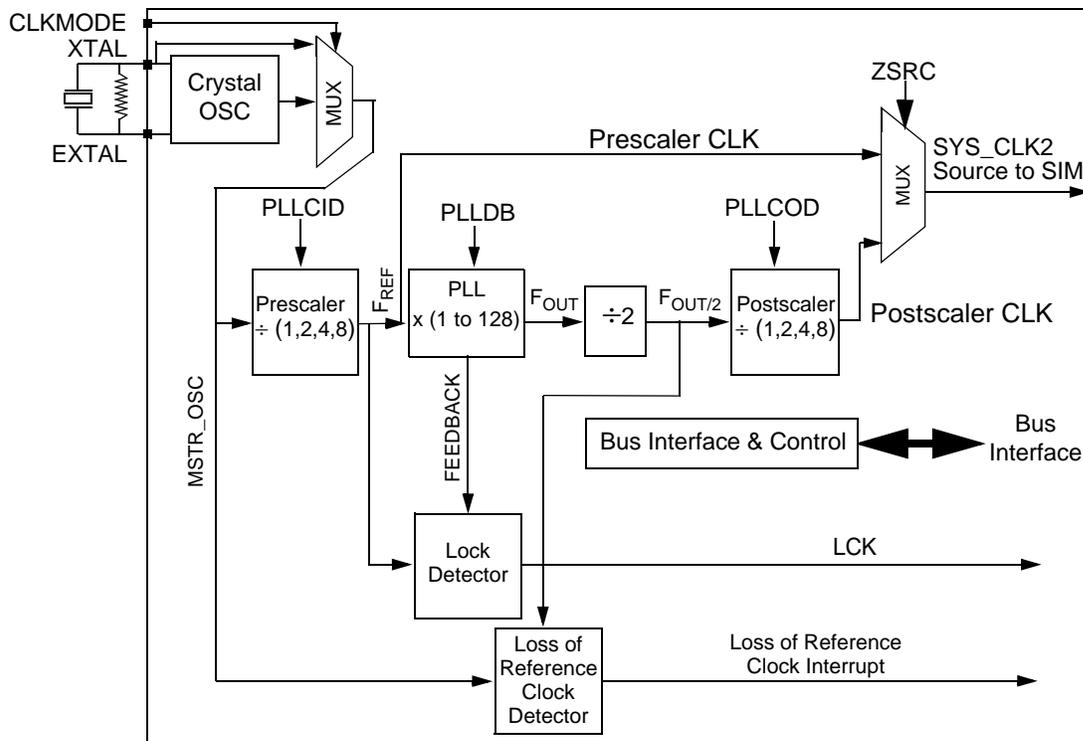 CLKMODE
XTAL
EXTAL
Crystal
OSC
MUX
ZSRC
Prescaler CLK
MUX
SYS_CLK2
Source to SIM
PLLCID
PLLDB
PLLCOD
Prescaler
÷ (1,2,4,8)
FREF
PLL
x (1 to 128)
FOUT
÷2
FOUT/2
Postscaler
÷ (1,2,4,8)
Postscaler CLK
MSTR_OSC
FEEDBACK
Bus Interface & Control
Bus
Interface
Lock
Detector
LCK
Loss of
Reference
Clock
Detector
Loss of Reference
Clock Interrupt